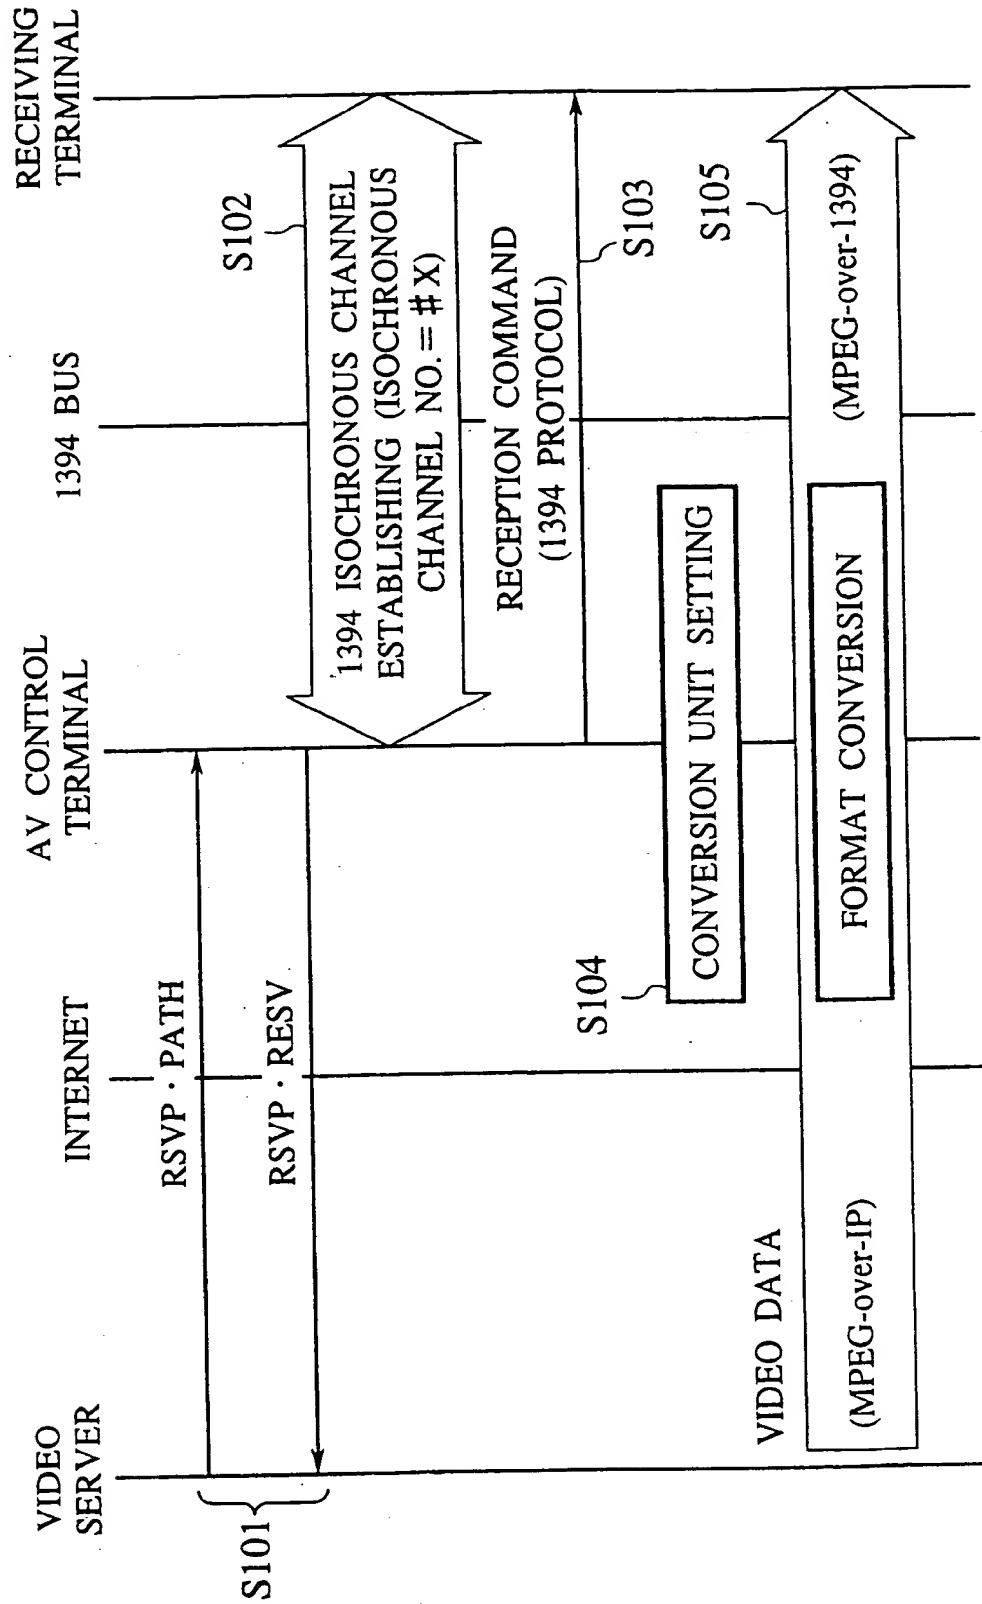 VIDEO
SERVER
INTERNET
AV CONTROL
TERMINAL
1394 BUS
RECEIVING
TERMINAL
S101
RSVP · PATH
RSVP · RESV
S102
1394 ISOCHRONOUS CHANNEL
ESTABLISHING (ISOCHRONOUS
CHANNEL NO. = # X)
RECEPTION COMMAND
(1394 PROTOCOL)
S103
S104
CONVERSION UNIT SETTING
VIDEO DATA
S105
(MPEG-over-IP)
FORMAT CONVERSION
(MPEG-over-1394)